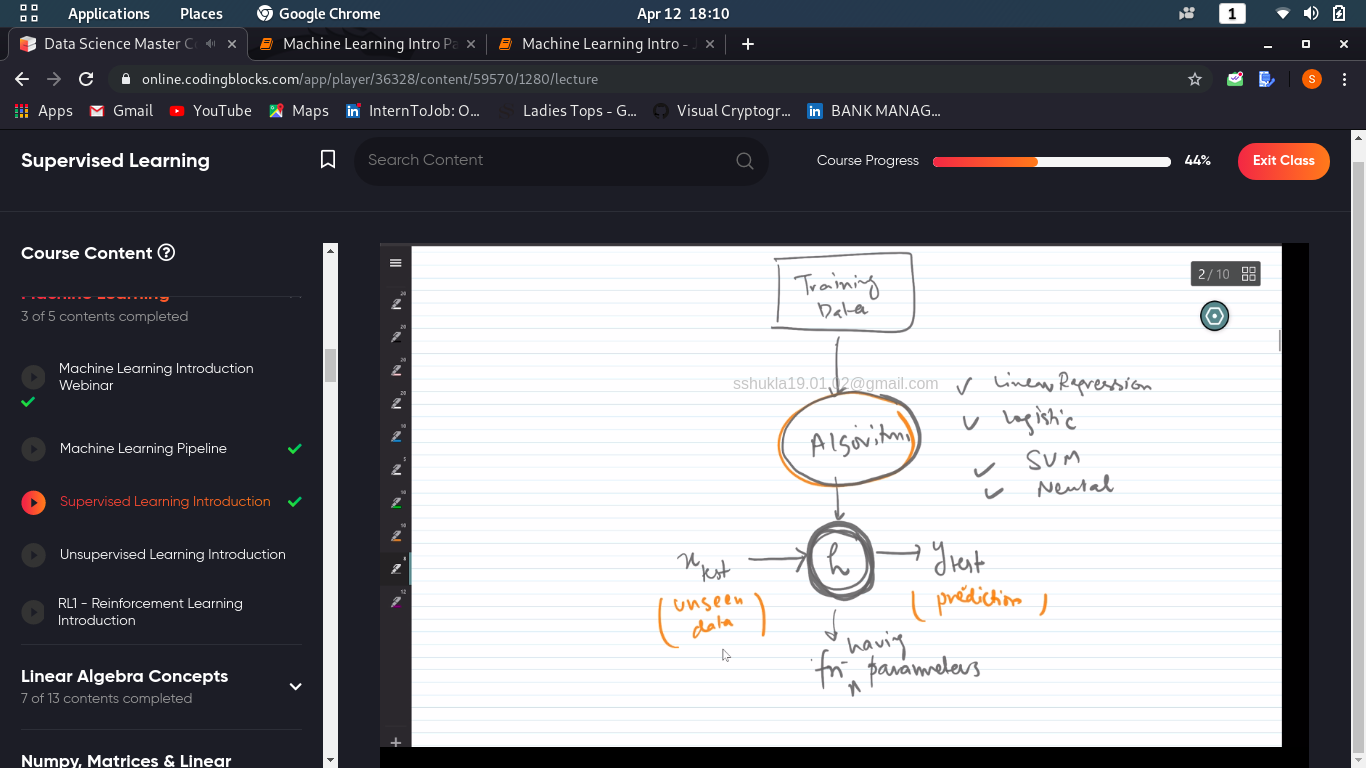 Applications Places Google Chrome Apr 12 18:10 1
Data Science Master Co
Machine Learning Intro Pa
Machine Learning Intro - J
online.codingblocks.com/app/player/36328/content/59570/1280/lecture
S
Apps Gmail YouTube Maps InternToJob: O... Ladies Tops - G... Visual Cryptogr... BANK MANAG...
Supervised Learning
Search Content
Course Progress 44% Exit Class
Course Content
Machine Learning
3 of 5 contents completed
Machine Learning Introduction
Webinar
Machine Learning Pipeline
Supervised Learning Introduction
Unsupervised Learning Introduction
RL1 - Reinforcement Learning
Introduction
Linear Algebra Concepts
7 of 13 contents completed
Numpy, Matrices & Linear
2 / 10
Training
Data
sshukla19.01.02@gmail.com
Linear Regression
Logistic
Algorithm
SVM
Neural
x test
h
y test
(unseen
data)
(prediction)
having
fn parameters